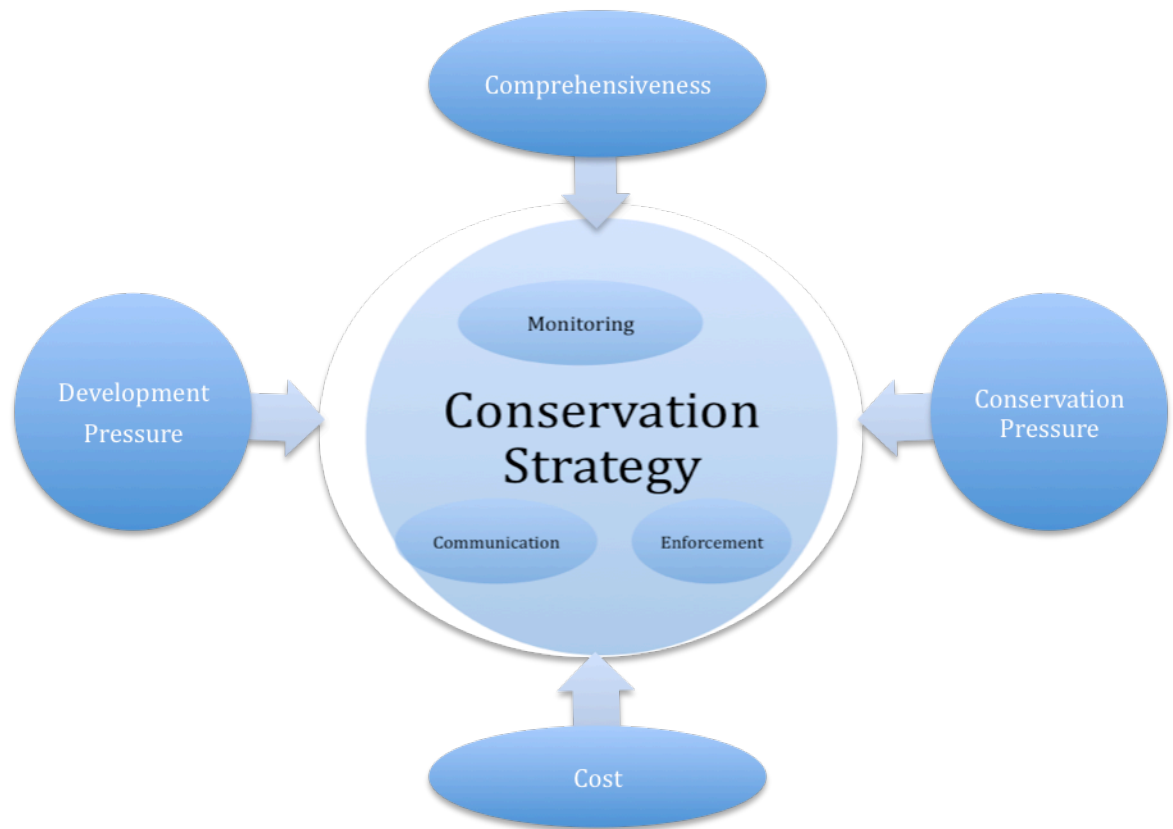 Comprehensiveness
Monitoring
Development
Pressure
Conservation
Strategy
Conservation
Pressure
Communication
Enforcement
Cost